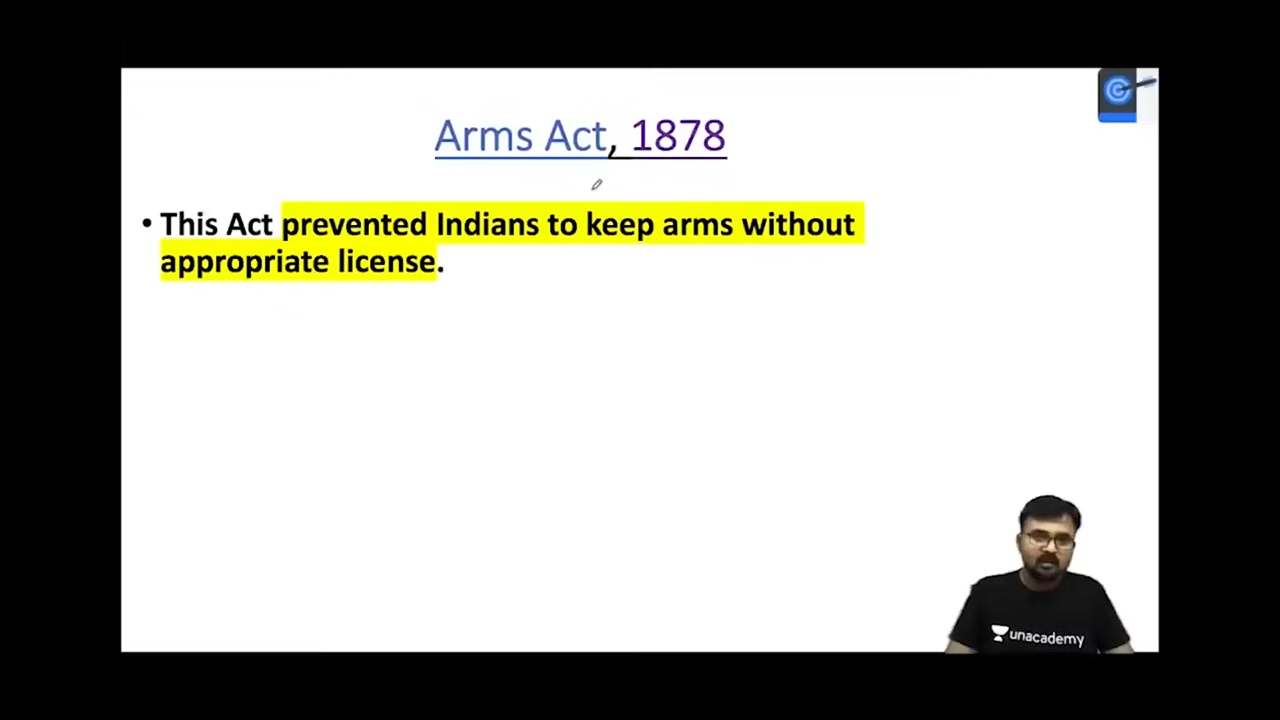 Arms Act, 1878
• This Act prevented Indians to keep arms without
appropriate license.
unacademy